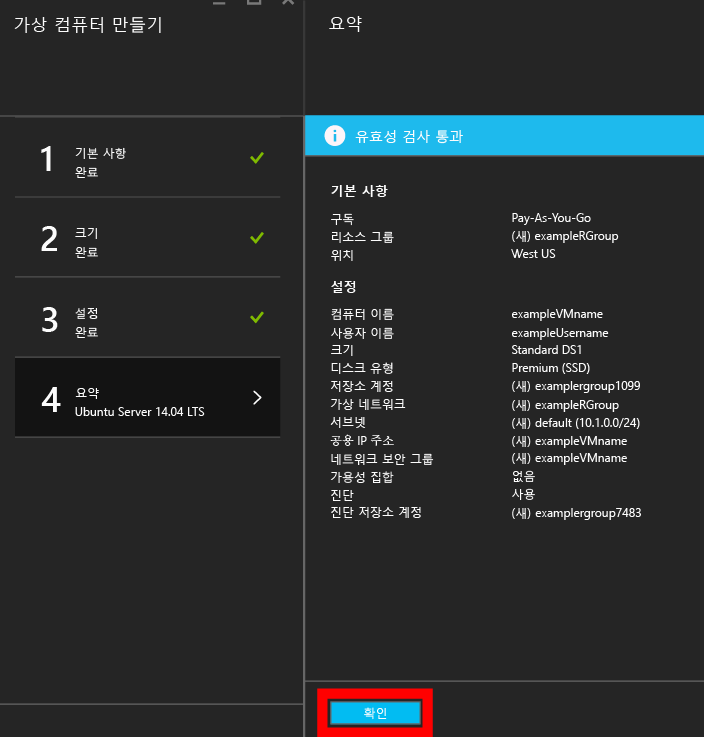 가상 컴퓨터 만들기
1
기본 사항
완료
2
크기
완료
3
설정
완료
4
요약
Ubuntu Server 14.04 LTS
요약
유효성 검사 통과
기본 사항
구독 Pay-As-You-Go
리소스 그룹 (새) exampleRGroup
위치 West US
설정
컴퓨터 이름 exampleVMname
사용자 이름 exampleUsername
크기 Standard DS1
디스크 유형 Premium (SSD)
저장소 계정 (새) examplergroup1099
가상 네트워크 (새) exampleRGroup
서브넷 (새) default (10.1.0.0/24)
공용 IP 주소 (새) exampleVMname
네트워크 보안 그룹 (새) exampleVMname
가용성 집합 없음
진단 사용
진단 저장소 계정 (새) examplergroup7483
확인